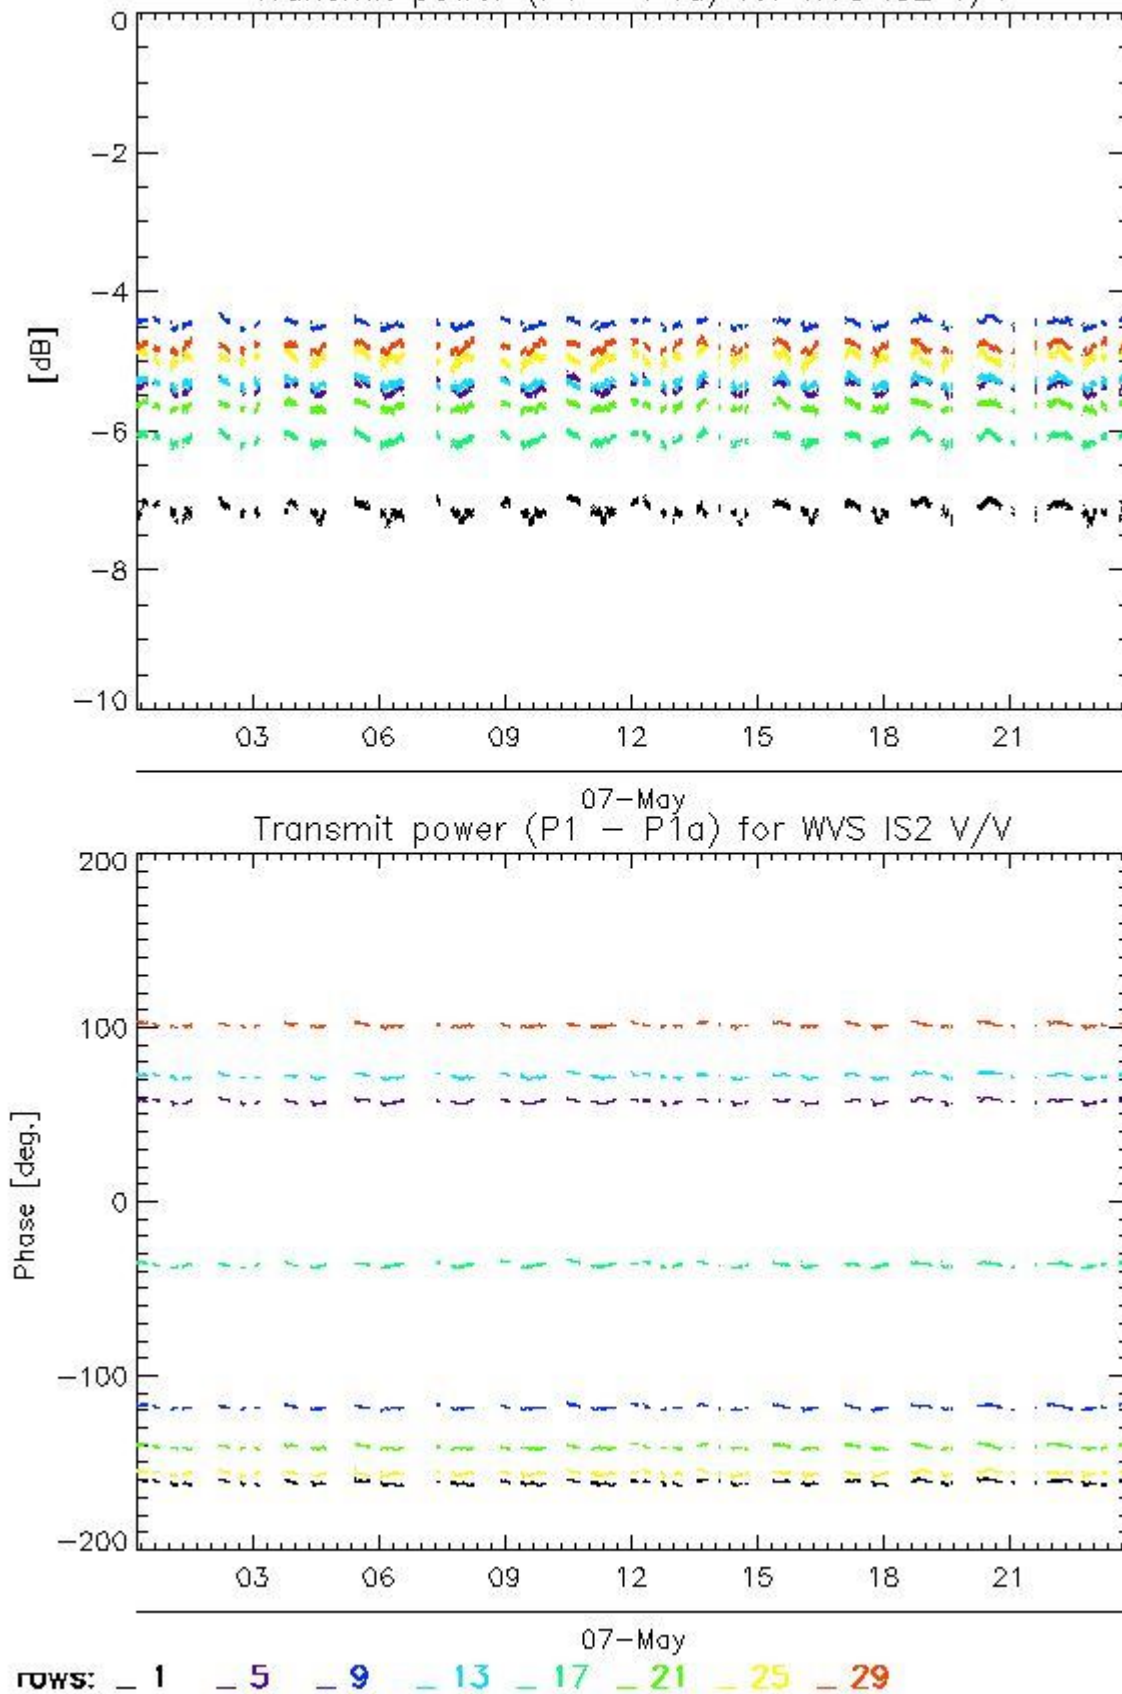 0
-2
-4
[dB]
-6
-8
-10
03 06 09 12 15 18 21
07-May
Transmit power (P1 - P1a) for WVS IS2 V/V
200
100
Phase [deg.]
0
-100
-200
03 06 09 12 15 18 21
07-May
rows: _ 1 _ 5 _ 9 _ 13 _ 17 _ 21 _ 25 _ 29